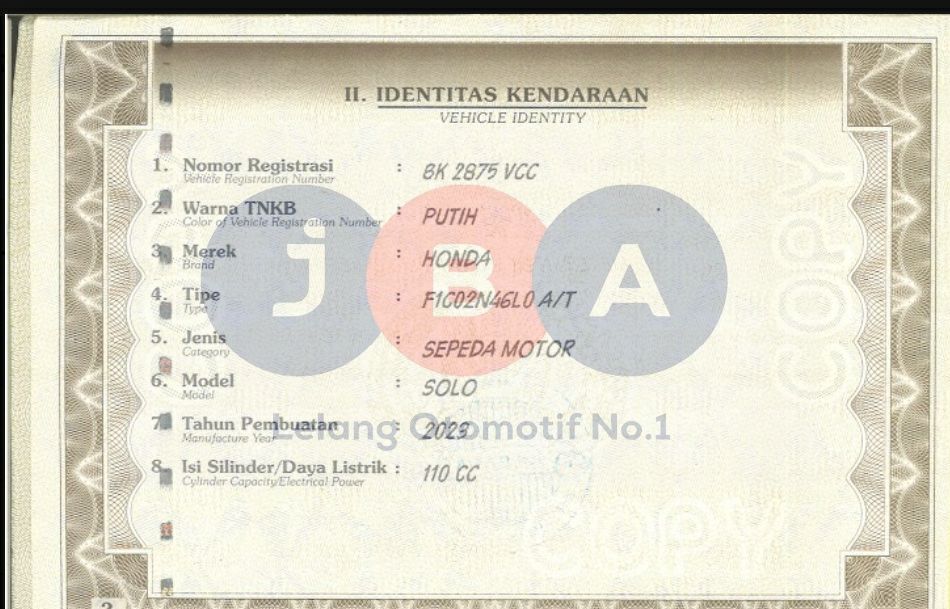 II. IDENTITAS KENDARAAN
VEHICLE IDENTITY
1. Nomor Registrasi : BK 2875 VCC
Vehicle Registration Number
2. Warna TNKB : PUTIH
Color of Vehicle Registration Number
3. Merek : HONDA
Brand
4. Tipe : F1C02N46L0 A/T
Type
5. Jenis : SEPEDA MOTOR
Category
6. Model : SOLO
Model
7. Tahun Pembuatan : 2023
Manufacture Year
8. Isi Silinder/Daya Listrik : 110 CC
Cylinder Capacity/Electrical Power
JBA
Lelang Otomotif No.1
COPY
COPY